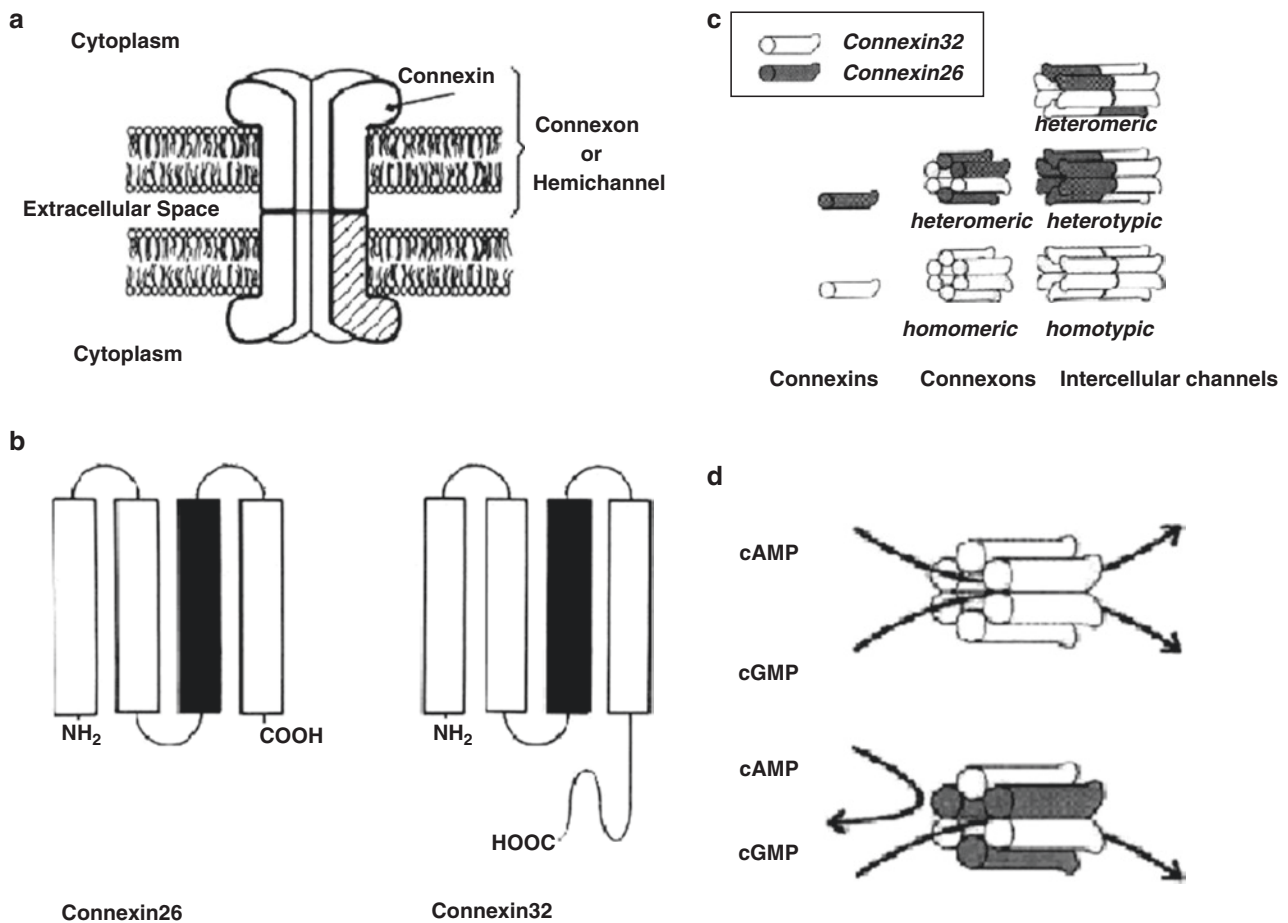 a
Cytoplasm
Connexin
Connexon
or
Hemichannel
Extracellular Space
Cytoplasm
b
NH2
COOH
NH2
HOOC
Connexin26
Connexin32
c
Connexin32
Connexin26
heteromeric
heteromeric
heterotypic
homomeric
homotypic
Connexins
Connexons
Intercellular channels
d
cAMP
cGMP
cAMP
cGMP